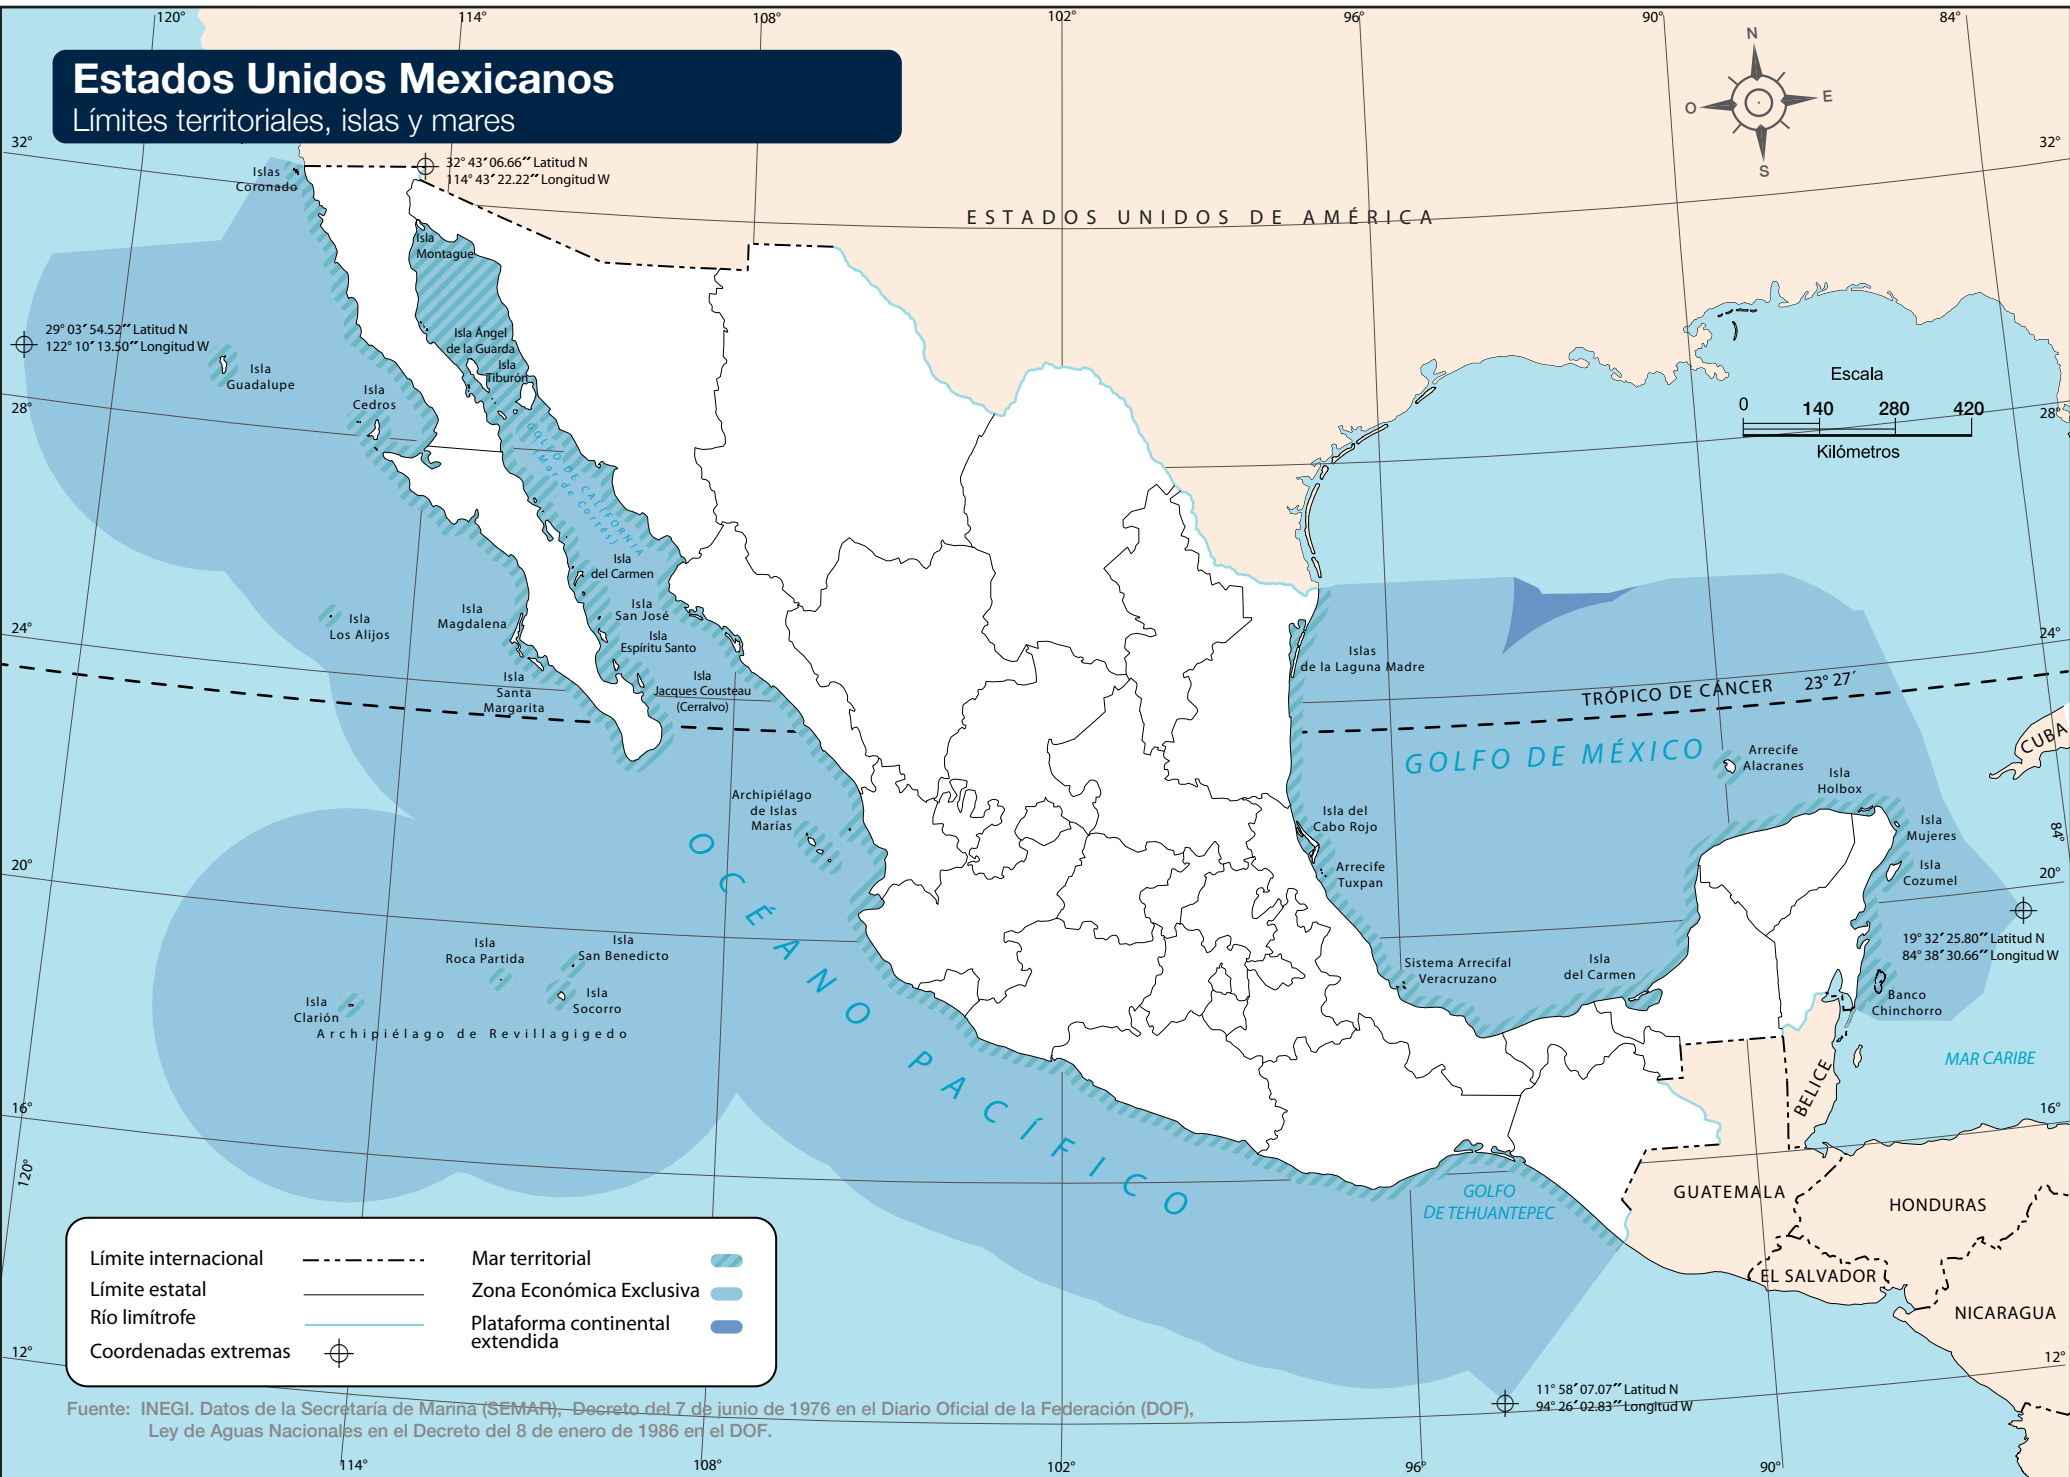 120°
114°
108°
102°
96°
90°
84°
Estados Unidos Mexicanos
Límites territoriales, islas y mares
N
O
E
S
32°
32°
32° 43´06.66´´ Latitud N
114° 43´22.22´´ Longitud W
Islas
Coronado
ESTADOS UNIDOS DE AMÉRICA
Isla
Montague
29° 03´54.52´´ Latitud N
122° 10´13.50´´ Longitud W
Isla
Guadalupe
Isla Ángel
de la Guarda
Isla
Tiburón
Isla
Cedros
Escala
0
140
280
420
Kilómetros
28°
28°
GOLFO DE CALIFORNIA
(Mar de Cortés)
Isla
del Carmen
Isla
San José
Isla
Espíritu Santo
Isla
Jacques Cousteau
(Cerralvo)
Isla
Los Alijos
Isla
Magdalena
Isla
Santa
Margarita
24°
24°
Islas
de la Laguna Madre
TRÓPICO DE CÁNCER 23° 27´
GOLFO DE MÉXICO
CUBA
Arrecife
Alacranes
Isla
Holbox
Isla
Mujeres
Isla
Cozumel
84°
Archipiélago
de Islas
Marías
Isla del
Cabo Rojo
Arrecife
Tuxpan
20°
20°
19° 32´25.80´´ Latitud N
84° 38´30.66´´ Longitud W
OCÉANO PACÍFICO
Isla
Roca Partida
Isla
San Benedicto
Isla
Socorro
Isla
Clarión
Archipiélago de Revillagigedo
Sistema Arrecifal
Veracruzano
Isla
del Carmen
Banco
Chinchorro
MAR CARIBE
BELICE
16°
16°
120°
GOLFO
DE TEHUANTEPEC
GUATEMALA
HONDURAS
EL SALVADOR
NICARAGUA
Límite internacional
Límite estatal
Río limítrofe
Coordenadas extremas
Mar territorial
Zona Económica Exclusiva
Plataforma continental
extendida
12°
12°
11° 58´07.07´´ Latitud N
94° 26´02.83´´ Longitud W
Fuente: INEGI. Datos de la Secretaría de Marina (SEMAR), Decreto del 7 de junio de 1976 en el Diario Oficial de la Federación (DOF),
Ley de Aguas Nacionales en el Decreto del 8 de enero de 1986 en el DOF.
114°
108°
102°
96°
90°